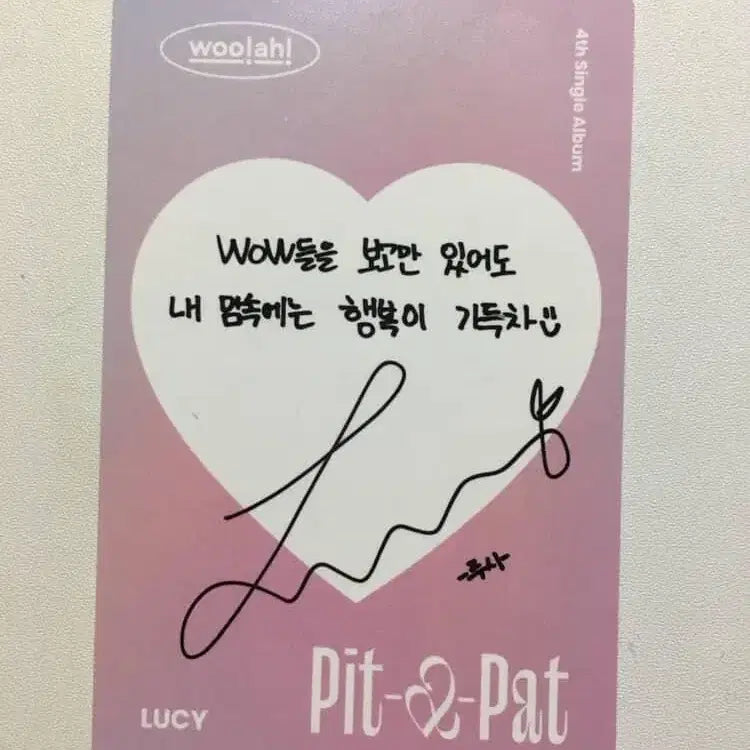 woo!ah!
4th Single Album
WOW들을 보고만 있어도
내 맘속에는 행복이 가득차
-루시-
LUCY
Pit-a-Pat